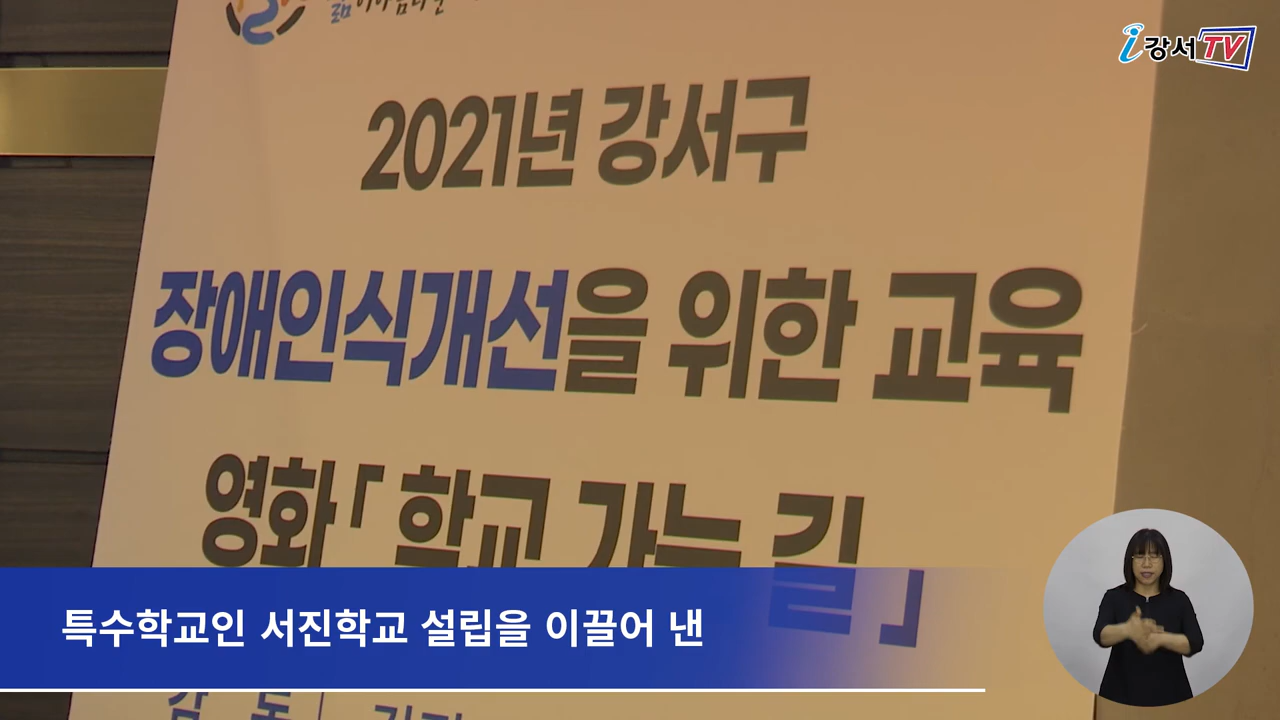 i강서TV
2021년 강서구
장애인식개선을 위한 교육
영화 「학교 가는 길」
특수학교인 서진학교 설립을 이끌어 낸